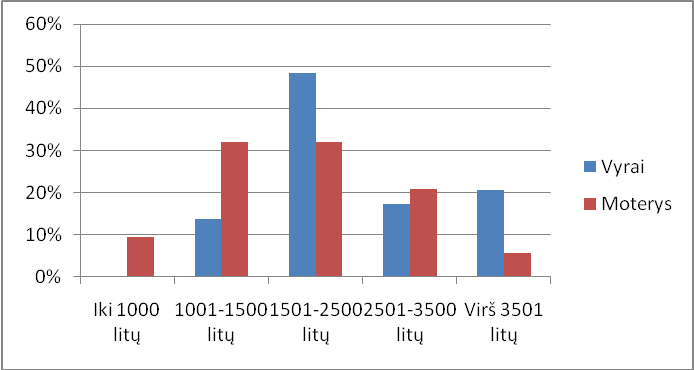 60%
50%
40%
30%
20%
10%
0%
Iki 1000 litų
1001-1500 litų
1501-2500 litų
2501-3500 litų
Virš 3501 litų
Vyrai
Moterys